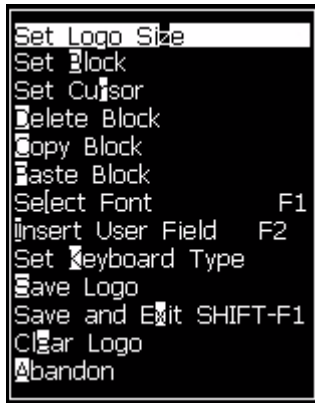 Set Logo Size
Set Block
Set Cursor
Delete Block
Copy Block
Paste Block
Select Font F1
Insert User Field F2
Set Keyboard Type
Save Logo
Save and Exit SHIFT-F1
Clear Logo
Abandon